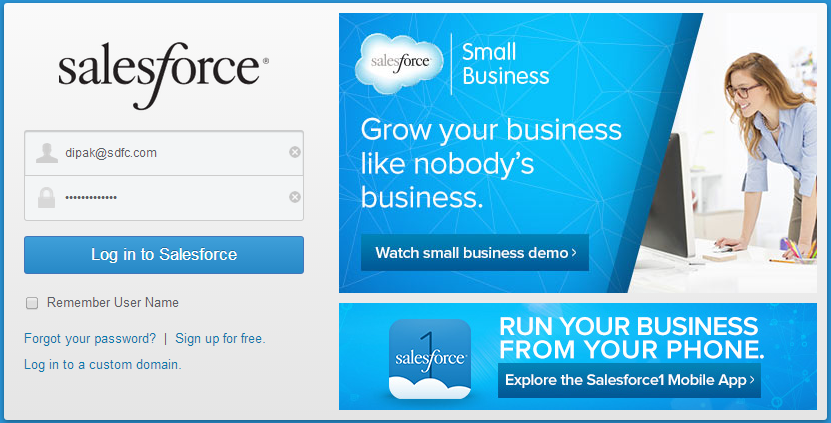 salesforce®
dipak@sdfc.com
•••••••••••••
Log in to Salesforce
Remember User Name
Forgot your password? | Sign up for free.
Log in to a custom domain.
salesforce
Small
Business
Grow your business
like nobody's
business.
Watch small business demo ›
1
salesforce
RUN YOUR BUSINESS
FROM YOUR PHONE.
Explore the Salesforce1 Mobile App ›